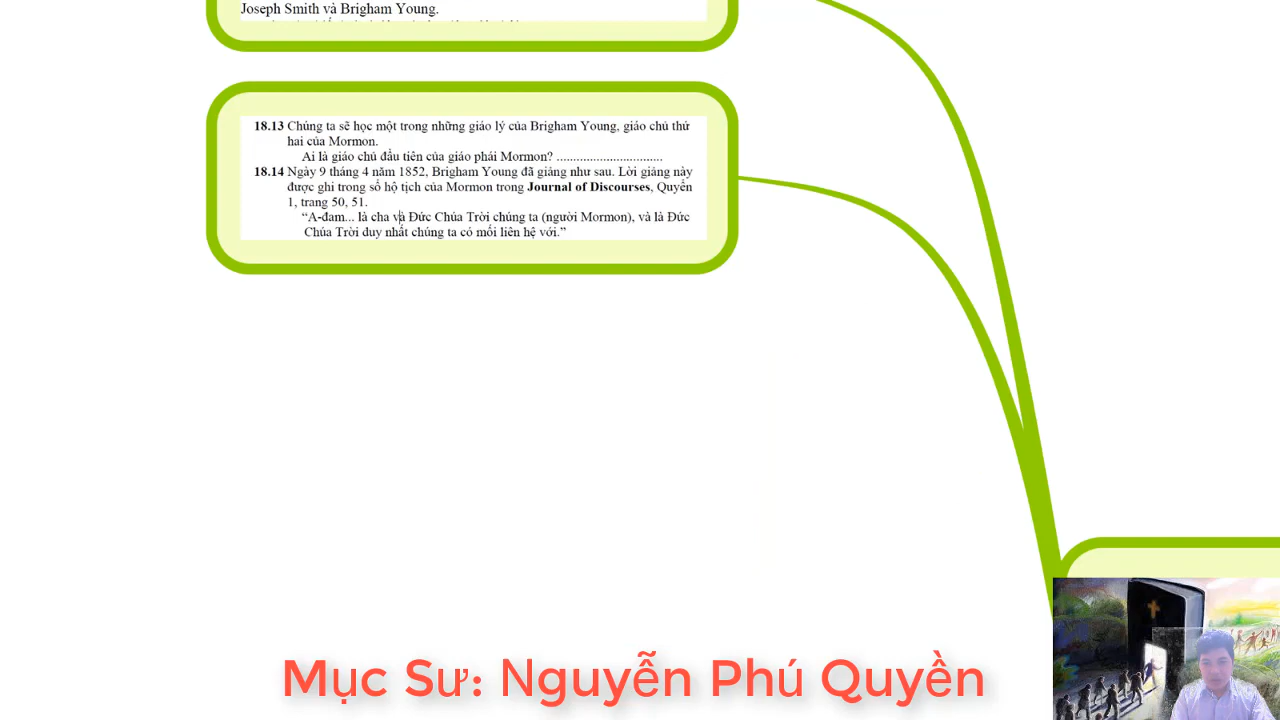 Joseph Smith và Brigham Young.
18.13 Chúng ta sẽ học một trong những giáo lý của Brigham Young, giáo chủ thứ
hai của Mormon.
Ai là giáo chủ đầu tiên của giáo phái Mormon? ................................
18.14 Ngày 9 tháng 4 năm 1852, Brigham Young đã giảng như sau. Lời giảng này
được ghi trong sổ hộ tịch của Mormon trong Journal of Discourses, Quyển
1, trang 50, 51.
“A-đam... là cha và Đức Chúa Trời chúng ta (người Mormon), và là Đức
Chúa Trời duy nhất chúng ta có mối liên hệ với.”
Mục Sư: Nguyễn Phú Quyền